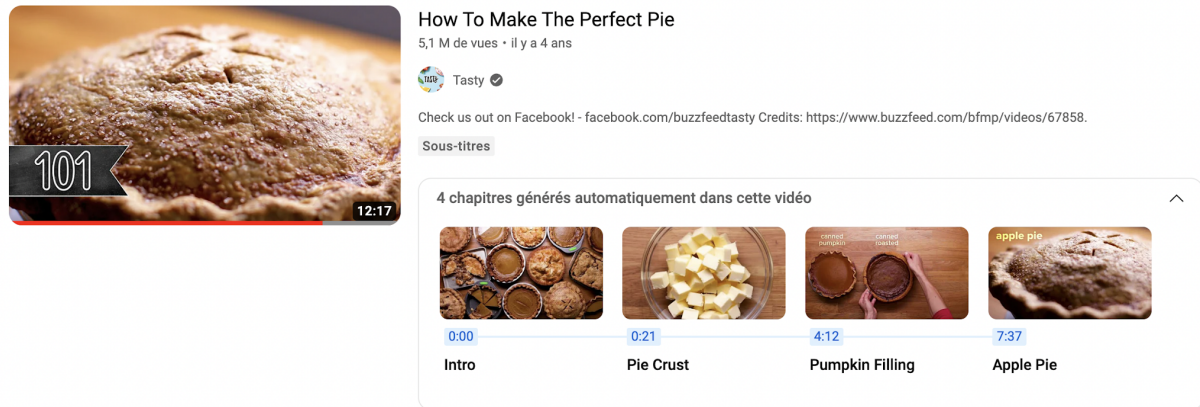 How To Make The Perfect Pie
5,1 M de vues • il y a 4 ans
TASTY
Tasty
Check us out on Facebook! - facebook.com/buzzfeedtasty Credits: https://www.buzzfeed.com/bfmp/videos/67858.
Sous-titres
101
12:17
4 chapitres générés automatiquement dans cette vidéo
canned pumpkin canned roasted
apple pie
0:00 0:21 4:12 7:37
Intro Pie Crust Pumpkin Filling Apple Pie